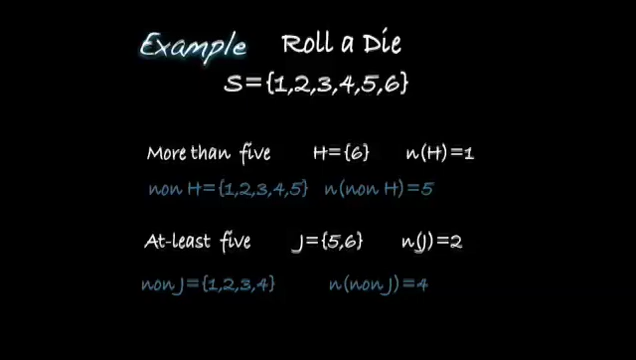 Example Roll a Die
S={1,2,3,4,5,6}
More than five H={6} n(H)=1
non H={1,2,3,4,5} n(non H)=5
At-least five J={5,6} n(J)=2
non J={1,2,3,4} n(non J)=4